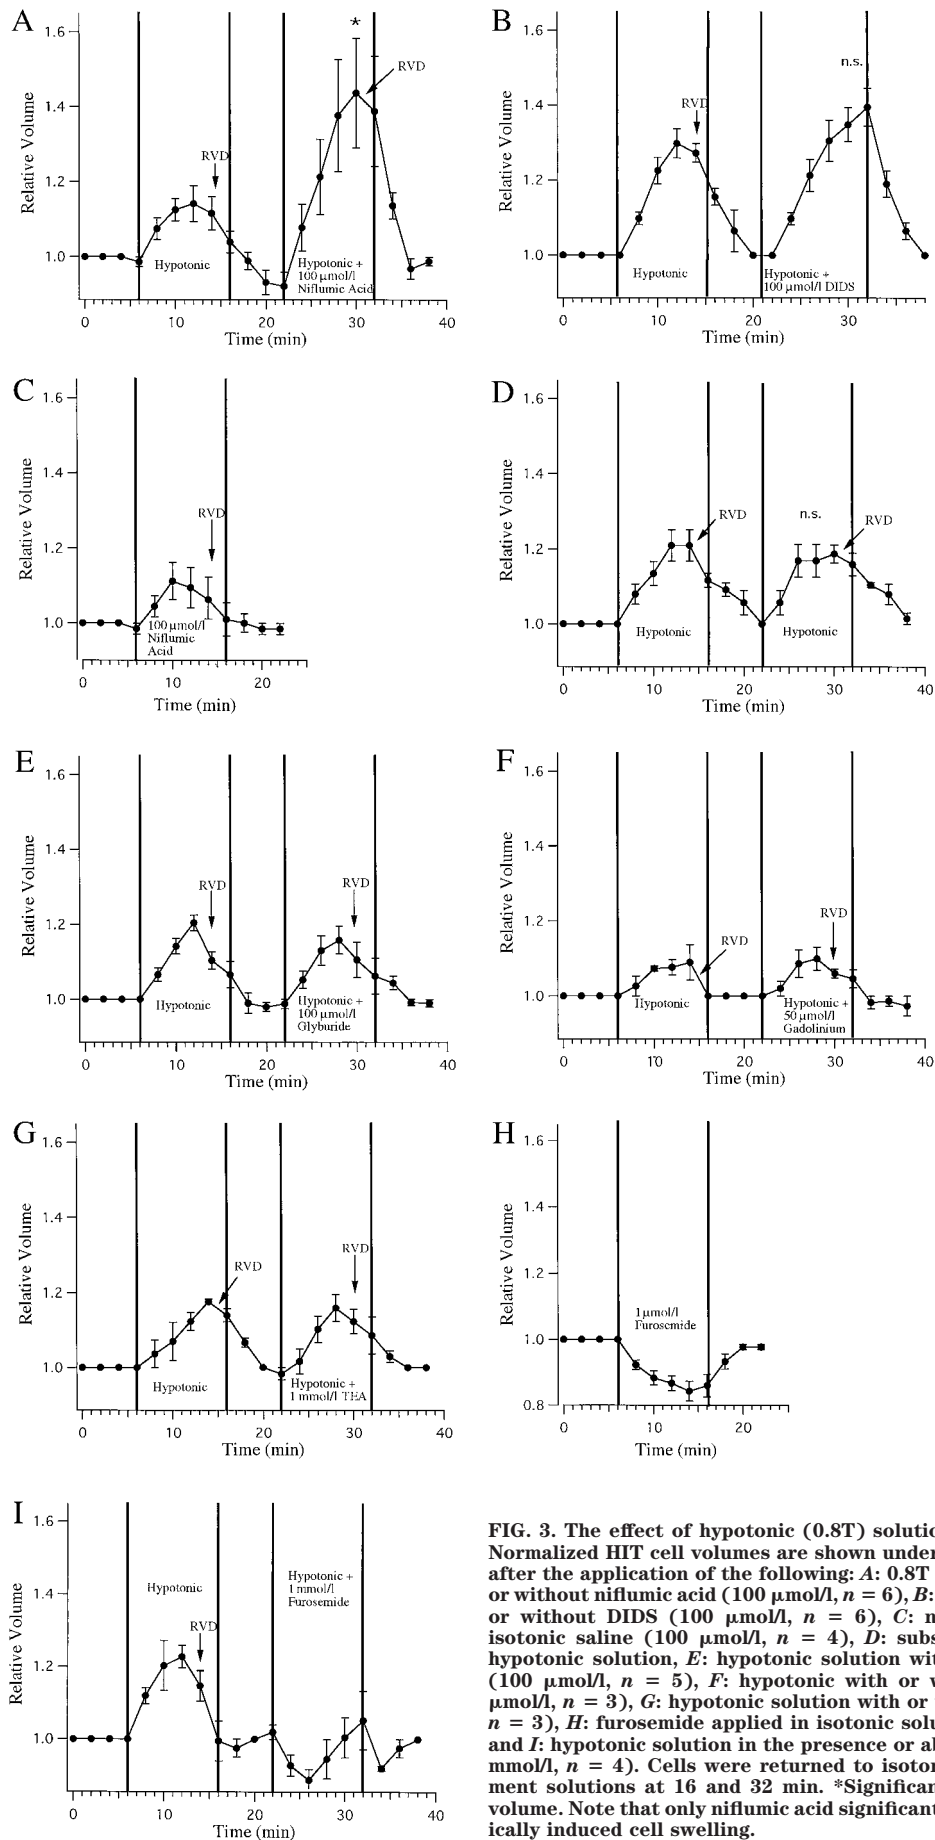 A
1.6
1.4
1.2
1.0
Relative Volume
*
RVD
RVD
Hypotonic
Hypotonic +
100 μmol/l
Niflumic Acid
0 10 20 30 40
Time (min)
B
1.6
1.4
1.2
1.0
Relative Volume
n.s.
RVD
Hypotonic
Hypotonic +
100 μmol/l DIDS
0 10 20 30
Time (min)
C
1.6
1.4
1.2
1.0
Relative Volume
RVD
100 μmol/l
Niflumic
Acid
0 10 20
Time (min)
D
1.6
1.4
1.2
1.0
Relative Volume
RVD
n.s.
RVD
Hypotonic
Hypotonic
0 10 20 30 40
Time (min)
E
1.6
1.4
1.2
1.0
Relative Volume
RVD
RVD
Hypotonic
Hypotonic +
100 μmol/l
Glyburide
0 10 20 30 40
Time (min)
F
1.6
1.4
1.2
1.0
Relative Volume
RVD
RVD
Hypotonic
Hypotonic +
50 μmol/l
Gadolinium
0 10 20 30 40
Time (min)
G
1.6
1.4
1.2
1.0
Relative Volume
RVD
RVD
Hypotonic
Hypotonic +
1 mmol/l TEA
0 10 20 30 40
Time (min)
H
1.6
1.4
1.2
1.0
0.8
Relative Volume
1 μmol/l
Furosemide
0 10 20
Time (min)
I
1.6
1.4
1.2
1.0
Relative Volume
Hypotonic
RVD
Hypotonic +
1 mmol/l
Furosemide
0 10 20 30 40
Time (min)
FIG. 3. The effect of hypotonic (0.8T) solutio
Normalized HIT cell volumes are shown under
after the application of the following: A: 0.8T
or without niflumic acid (100 μmol/l, n = 6), B:
or without DIDS (100 μmol/l, n = 6), C: n
isotonic saline (100 μmol/l, n = 4), D: subs
hypotonic solution, E: hypotonic solution wit
(100 μmol/l, n = 5), F: hypotonic with or w
μmol/l, n = 3), G: hypotonic solution with or
n = 3), H: furosemide applied in isotonic solu
and I: hypotonic solution in the presence or al
mmol/l, n = 4). Cells were returned to isoton
ment solutions at 16 and 32 min. *Significan
volume. Note that only niflumic acid significant
ically induced cell swelling.